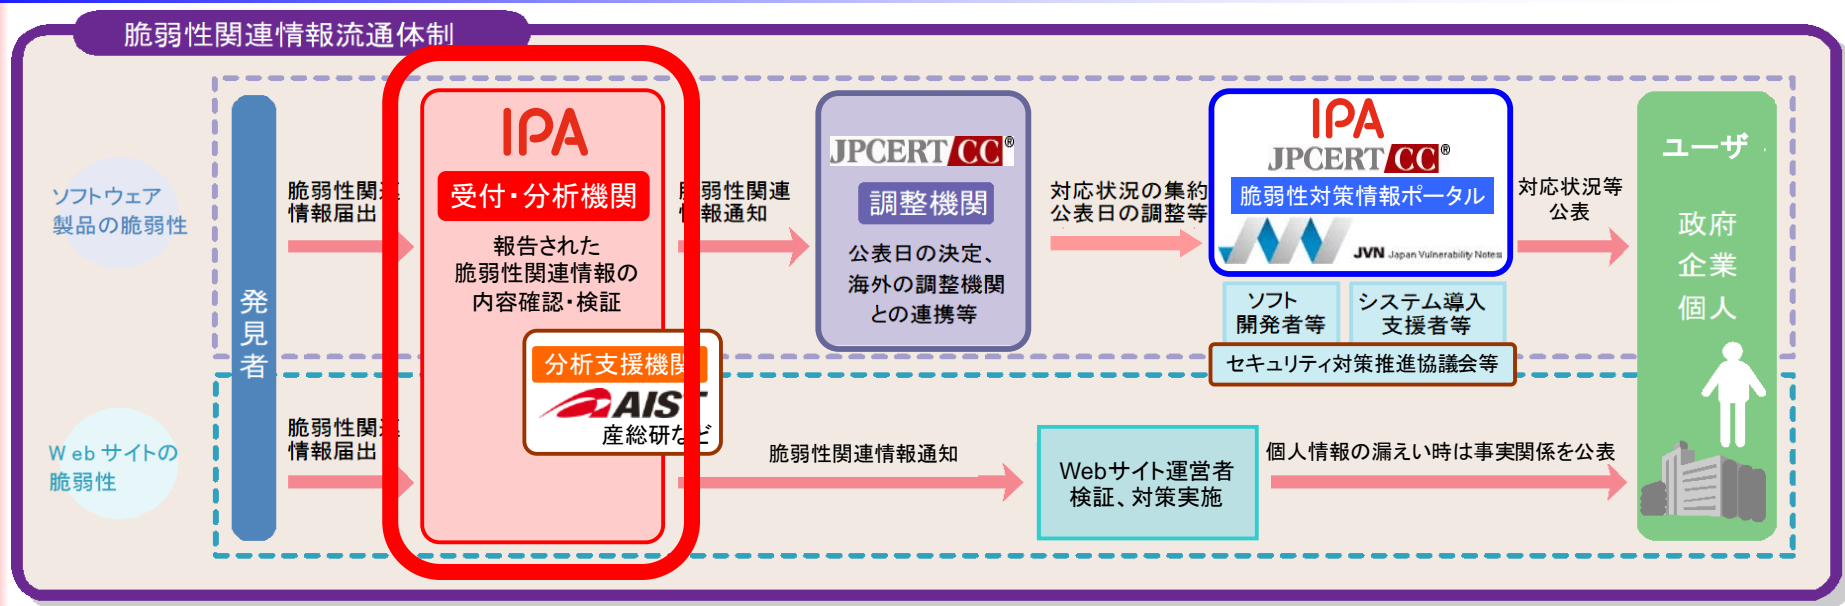 脆弱性関連情報流通体制
ソフトウェア
製品の脆弱性
Webサイトの
脆弱性
発見者
脆弱性関連
情報届出
脆弱性関連
情報届出
IPA
受付・分析機関
報告された
脆弱性関連情報の
内容確認・検証
分析支援機関
AIST
産総研など
脆弱性関連
情報通知
JPCERT CC®
調整機関
公表日の決定、
海外の調整機関
との連携等
対応状況の集約
公表日の調整等
IPA
JPCERT CC®
脆弱性対策情報ポータル
JVN Japan Vulnerability Notes
ソフト
開発者等
システム導入
支援者等
セキュリティ対策推進協議会等
対応状況等
公表
脆弱性関連情報通知
Webサイト運営者
検証、対策実施
個人情報の漏えい時は事実関係を公表
ユーザ
政府
企業
個人